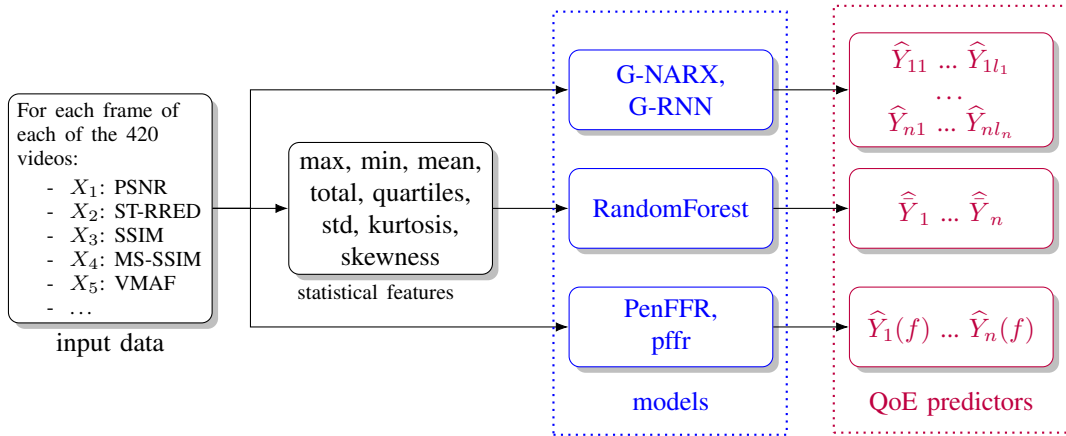 For each frame of
each of the 420
videos:
- X₁: PSNR
- X₂: ST-RRED
- X₃: SSIM
- X₄: MS-SSIM
- X₅: VMAF
- ...
input data
max, min, mean,
total, quartiles,
std, kurtosis,
skewness
statistical features
G-NARX,
G-RNN
RandomForest
PenFFR,
pffr
models
Ŷ₁₁ ... Ŷ₁ₗ₁
...
Ŷₙ₁ ... Ŷₙₗₙ
Ȳ̂₁ ... Ȳ̂ₙ
Ŷ₁(f) ... Ŷₙ(f)
QoE predictors